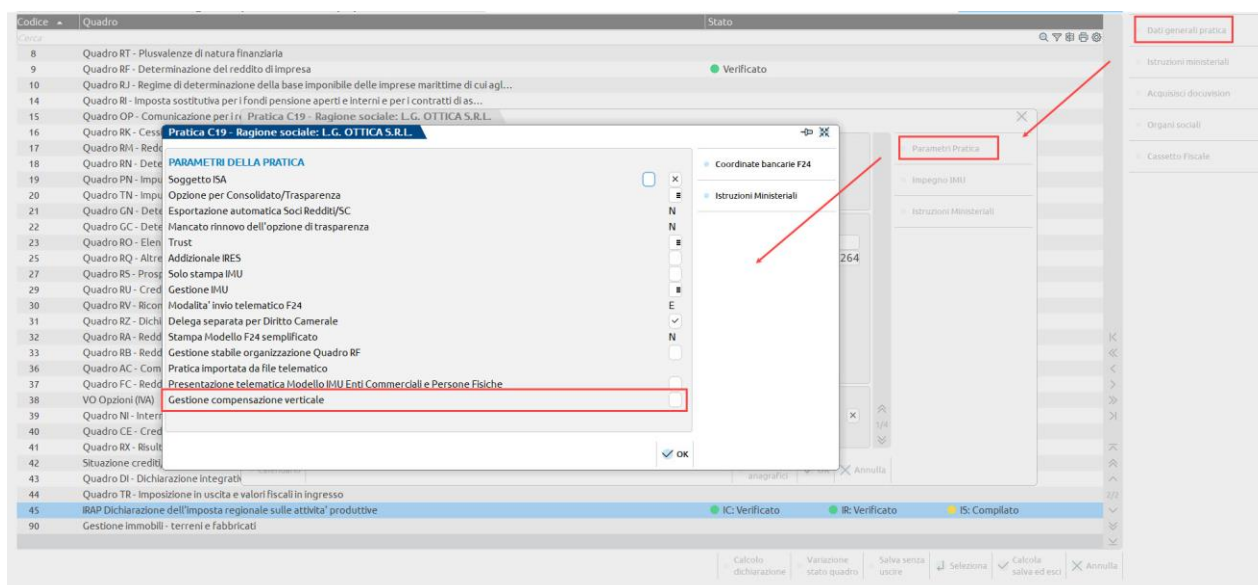 Codice Quadro Stato
Cerca
8 Quadro RT - Plusvalenze di natura finanziaria
9 Quadro RF - Determinazione del reddito di impresa Verificato
10 Quadro RJ - Regime di determinazione della base imponibile delle imprese marittime di cui agl...
14 Quadro RI - Imposta sostitutiva per i fondi pensione aperti e interni e per i contratti di as...
15 Quadro OP - Comunicazione per i r
16 Quadro RK - Cess
17 Quadro RM - Redd
18 Quadro RN - Dete
19 Quadro PN - Impu
20 Quadro TN - Impu
21 Quadro GN - Dete
22 Quadro GC - Dete
23 Quadro RO - Elen
25 Quadro RQ - Altre
27 Quadro RS - Prosp
29 Quadro RU - Cred
30 Quadro RV - Ricon
31 Quadro RZ - Dichi
32 Quadro RA - Redd
33 Quadro RB - Redd
36 Quadro AC - Com
37 Quadro FC - Redd
38 VO Opzioni (IVA)
39 Quadro NI - Interr
40 Quadro CE - Cred
41 Quadro RX - Risult
42 Situazione crediti,
43 Quadro DI - Dichiarazione integrativ
44 Quadro TR - Imposizione in uscita e valori fiscali in ingresso
45 IRAP Dichiarazione dell'imposta regionale sulle attivita' produttive IC: Verificato IR: Verificato IS: Compilato
90 Gestione immobili - terreni e fabbricati
Pratica C19 - Ragione sociale: L.G. OTTICA S.R.L.
Pratica C19 - Ragione sociale: L.G. OTTICA S.R.L.
PARAMETRI DELLA PRATICA
Soggetto ISA
Opzione per Consolidato/Trasparenza
Esportazione automatica Soci Redditi/SC N
Mancato rinnovo dell'opzione di trasparenza N
Trust
Addizionale IRES
Solo stampa IMU
Gestione IMU
Modalita' invio telematico F24 E
Delega separata per Diritto Camerale
Stampa Modello F24 semplificato N
Gestione stabile organizzazione Quadro RF
Pratica importata da file telematico
Presentazione telematica Modello IMU Enti Commerciali e Persone Fisiche
Gestione compensazione verticale
OK
Coordinate bancarie F24
Istruzioni Ministeriali
264
1/4
anagrafici
Annulla
Parametri Pratica
Impegno IMU
Istruzioni Ministeriali
2/2
Dati generali pratica
Istruzioni ministeriali
Acquisisci docuvision
Organi sociali
Cassetto Fiscale
Calcolo dichiarazione
Variazione stato quadro
Salva senza uscire
Seleziona
Calcola salva ed esci
Annulla